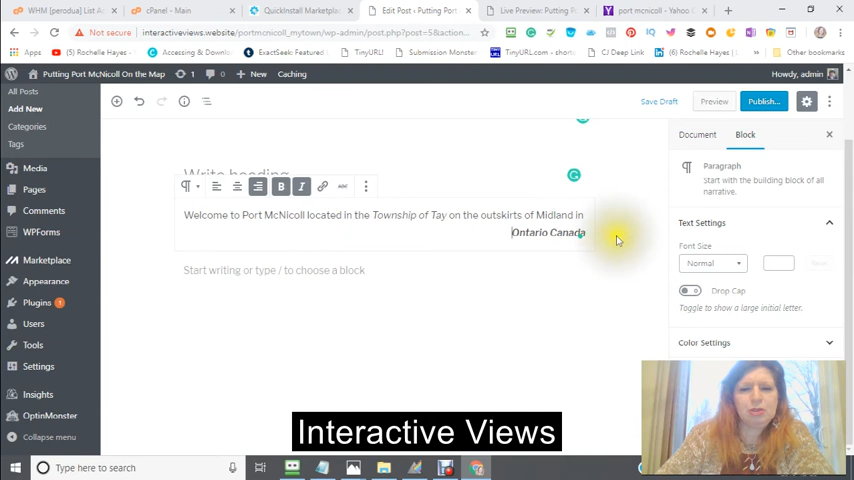 WHM [perodua] List Ac
cPanel - Main
QuickInstall Marketplac
Edit Post ‹ Putting Port
Live Preview: Putting Po
port mcnicoll - Yahoo C
Not secure
interactiveviews.website/portmcnicoll_mytown/wp-admin/post.php?post=5&action
Apps
(5) Rochelle Hayes
Accessing & Downlo
ExactSeek: Featured
TinyURL!
Submission Monster
TinyURL.com - short
CJ Deep Link
(6) Rochelle Hayes |
Other bookmarks
Putting Port McNicoll On the Map
1
0
New
Caching
Howdy, admin
All Posts
Add New
Categories
Tags
Media
Pages
Comments
WPForms
Marketplace
Appearance
Plugins 1
Users
Tools
Settings
Insights
OptinMonster
Collapse menu
Save Draft
Preview
Publish...
Write heading
B I ABC
Welcome to Port McNicoll located in the Township of Tay on the outskirts of Midland in
Ontario Canada
Start writing or type / to choose a block
Document
Block
Paragraph
Start with the building block of all
narrative.
Text Settings
Font Size
Normal
Drop Cap
Toggle to show a large initial letter.
Color Settings
Interactive Views
Type here to search